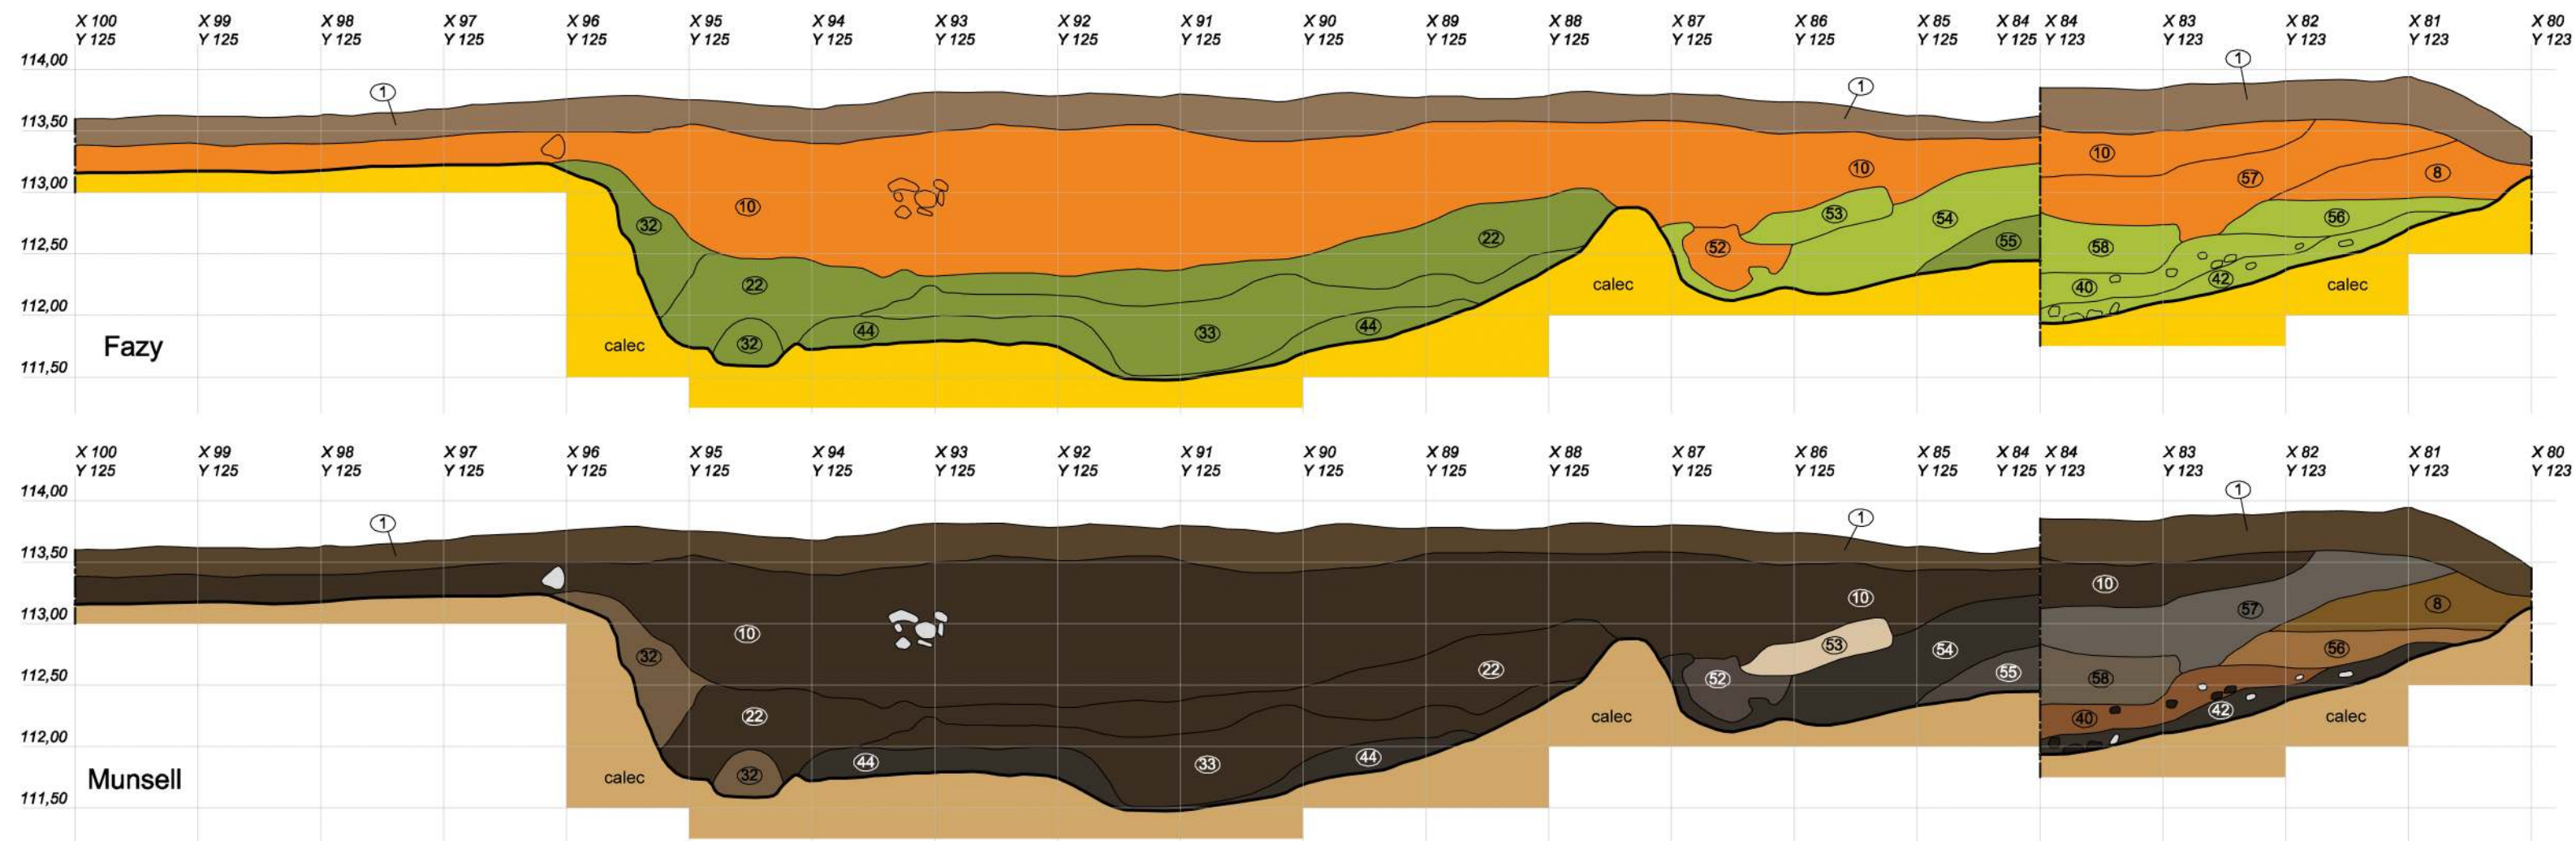 X 100 X 99 X 98 X 97 X 96 X 95 X 94 X 93 X 92 X 91 X 90 X 89 X 88 X 87 X 86 X 85 X 84 X 84 X 83 X 82 X 81 X 80
Y 125 Y 125 Y 125 Y 125 Y 125 Y 125 Y 125 Y 125 Y 125 Y 125 Y 125 Y 125 Y 125 Y 125 Y 125 Y 125 Y 125 Y 123 Y 123 Y 123 Y 123 Y 123
114,00
1 1 1
113,50
10 10
113,00
57 8
10 32 22 53 54 56
112,50
52 55 58
22 calec 40 42 calec
112,00
44 33 44
Fazy calec 32
111,50
X 100 X 99 X 98 X 97 X 96 X 95 X 94 X 93 X 92 X 91 X 90 X 89 X 88 X 87 X 86 X 85 X 84 X 84 X 83 X 82 X 81 X 80
Y 125 Y 125 Y 125 Y 125 Y 125 Y 125 Y 125 Y 125 Y 125 Y 125 Y 125 Y 125 Y 125 Y 125 Y 125 Y 125 Y 125 Y 123 Y 123 Y 123 Y 123 Y 123
114,00
1 1 1
113,50
10 10
113,00
57 8
10 32 22 53 54 56
112,50
52 55 58
22 calec 40 42 calec
112,00
44 33 44
Munsell calec 32
111,50